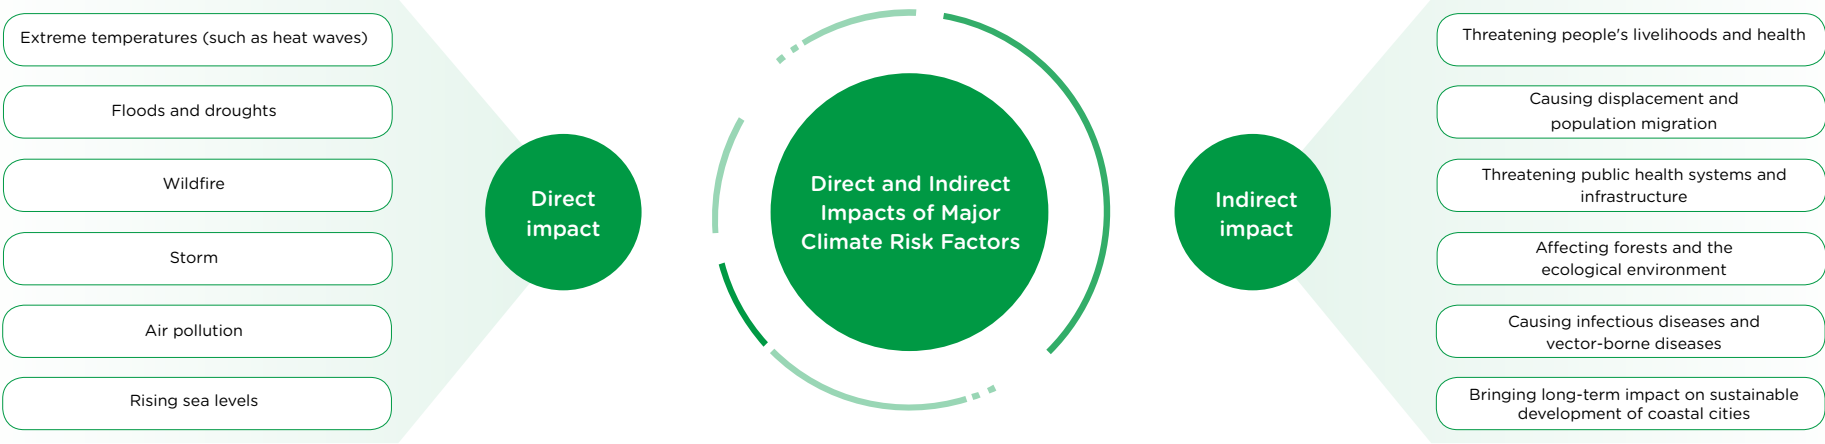 Extreme temperatures (such as heat waves)
Floods and droughts
Wildfire
Storm
Air pollution
Rising sea levels
Direct
impact
Direct and Indirect
Impacts of Major
Climate Risk Factors
Indirect
impact
Threatening people's livelihoods and health
Causing displacement and
population migration
Threatening public health systems and
infrastructure
Affecting forests and the
ecological environment
Causing infectious diseases and
vector-borne diseases
Bringing long-term impact on sustainable
development of coastal cities